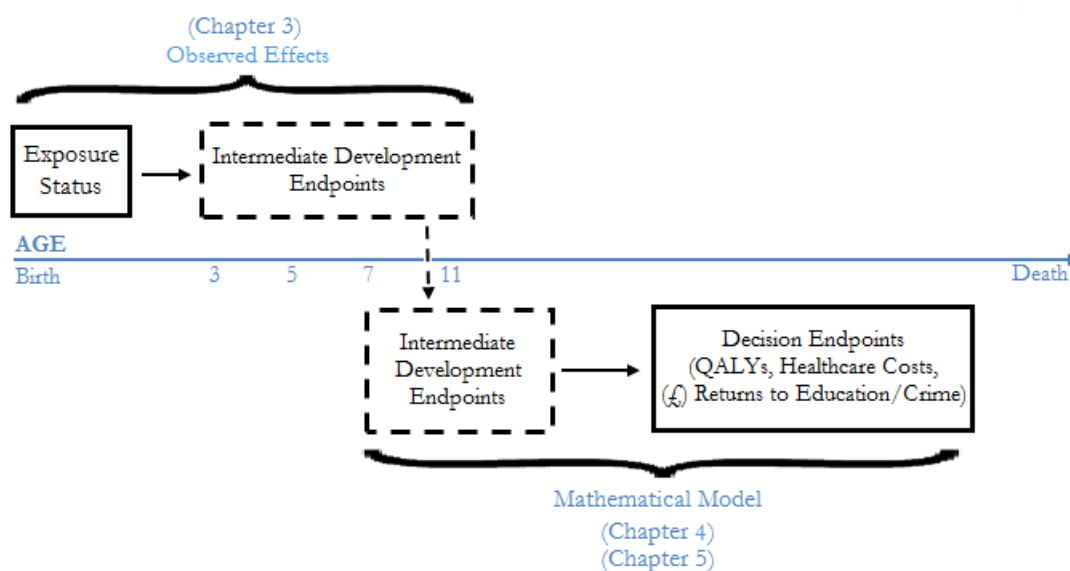 (Chapter 3)
Observed Effects
Exposure
Status
Intermediate Development
Endpoints
AGE
Birth 3 5 7 11 Death
Intermediate
Development
Endpoints
Decision Endpoints
(QALYs, Healthcare Costs,
(£) Returns to Education/Crime)
Mathematical Model
(Chapter 4)
(Chapter 5)